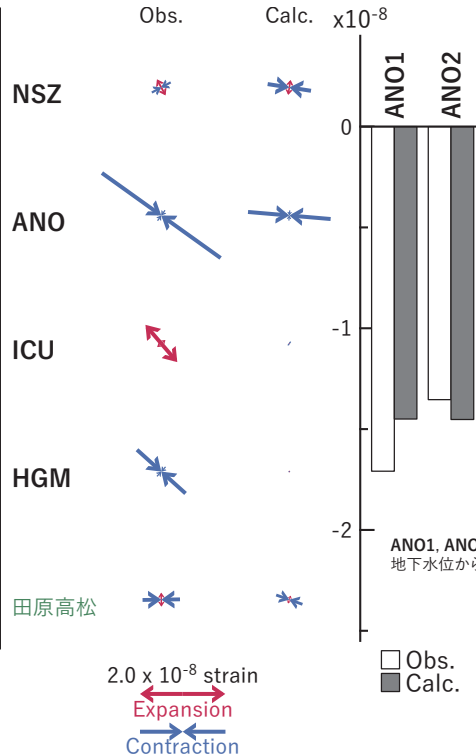 Obs.
Calc.
x10-8
NSZ
ANO
ICU
HGM
田原高松
2.0 x 10-8 strain
Expansion
Contraction
ANO1
ANO2
0
-1
-2
ANO1, ANO
地下水位から
Obs.
Calc.